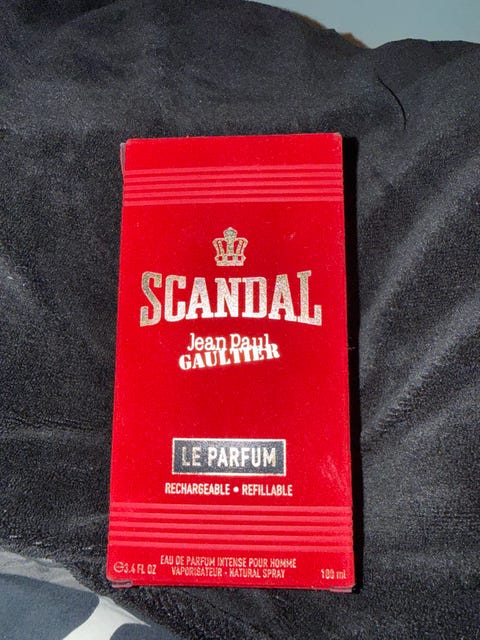 SCANDAL
Jean Paul
GAULTIER
LE PARFUM
RECHARGEABLE • REFILLABLE
EAU DE PARFUM INTENSE POUR HOMME
℮3.4 FL OZ VAPORISATEUR - NATURAL SPRAY 100 ml